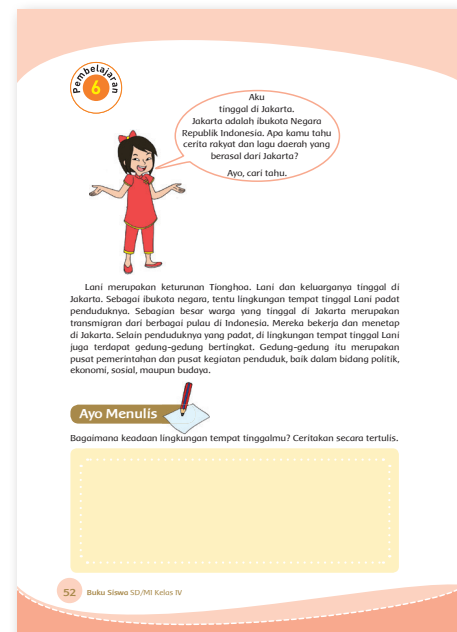 Pembelajaran
6
Aku
tinggal di Jakarta.
Jakarta adalah ibukota Negara
Republik Indonesia. Apa kamu tahu
cerita rakyat dan lagu daerah yang
berasal dari Jakarta?
Ayo, cari tahu.
Lani merupakan keturunan Tionghoa. Lani dan keluarganya tinggal di
Jakarta. Sebagai ibukota negara, tentu lingkungan tempat tinggal Lani padat
penduduknya. Sebagian besar warga yang tinggal di Jakarta merupakan
transmigran dari berbagai pulau di Indonesia. Mereka bekerja dan menetap
di Jakarta. Selain penduduknya yang padat, di lingkungan tempat tinggal Lani
juga terdapat gedung-gedung bertingkat. Gedung-gedung itu merupakan
pusat pemerintahan dan pusat kegiatan penduduk, baik dalam bidang politik,
ekonomi, sosial, maupun budaya.
Ayo Menulis
Bagaimana keadaan lingkungan tempat tinggalmu? Ceritakan secara tertulis.
52 Buku Siswa SD/MI Kelas IV